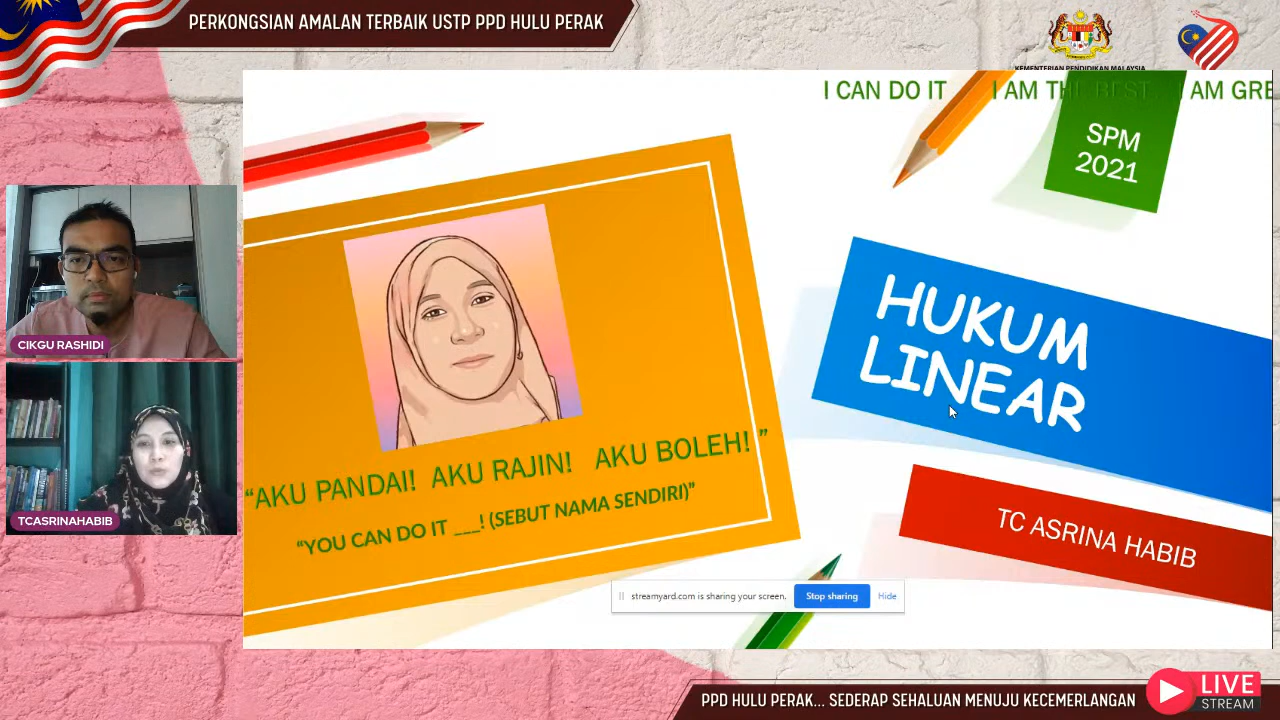 PERKONGSIAN AMALAN TERBAIK USTP PPD HULU PERAK
KEMENTERIAN PENDIDIKAN MALAYSIA
I CAN DO IT I AM THE BEST.. I AM GRE
SPM
2021
HUKUM
LINEAR
TC ASRINA HABIB
"AKU PANDAI! AKU RAJIN! AKU BOLEH! "
"YOU CAN DO IT ___! (SEBUT NAMA SENDIRI)"
CIKGU RASHIDI
TCASRINAHABIB
streamyard.com is sharing your screen. Stop sharing Hide
PPD HULU PERAK... SEDERAP SEHALUAN MENUJU KECEMERLANGAN
LIVE
STREAM